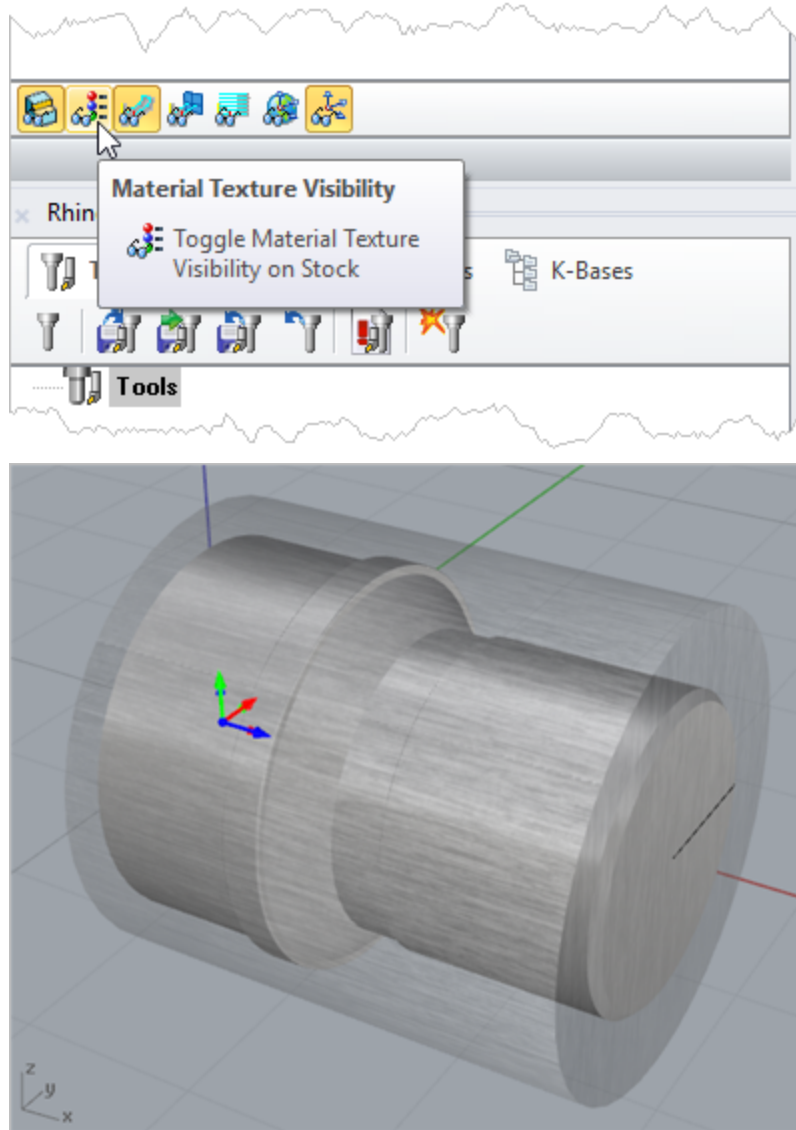 Material Texture Visibility
Rhin
Toggle Material Texture
Visibility on Stock
T
s
K-Bases
Tools
z
y
x